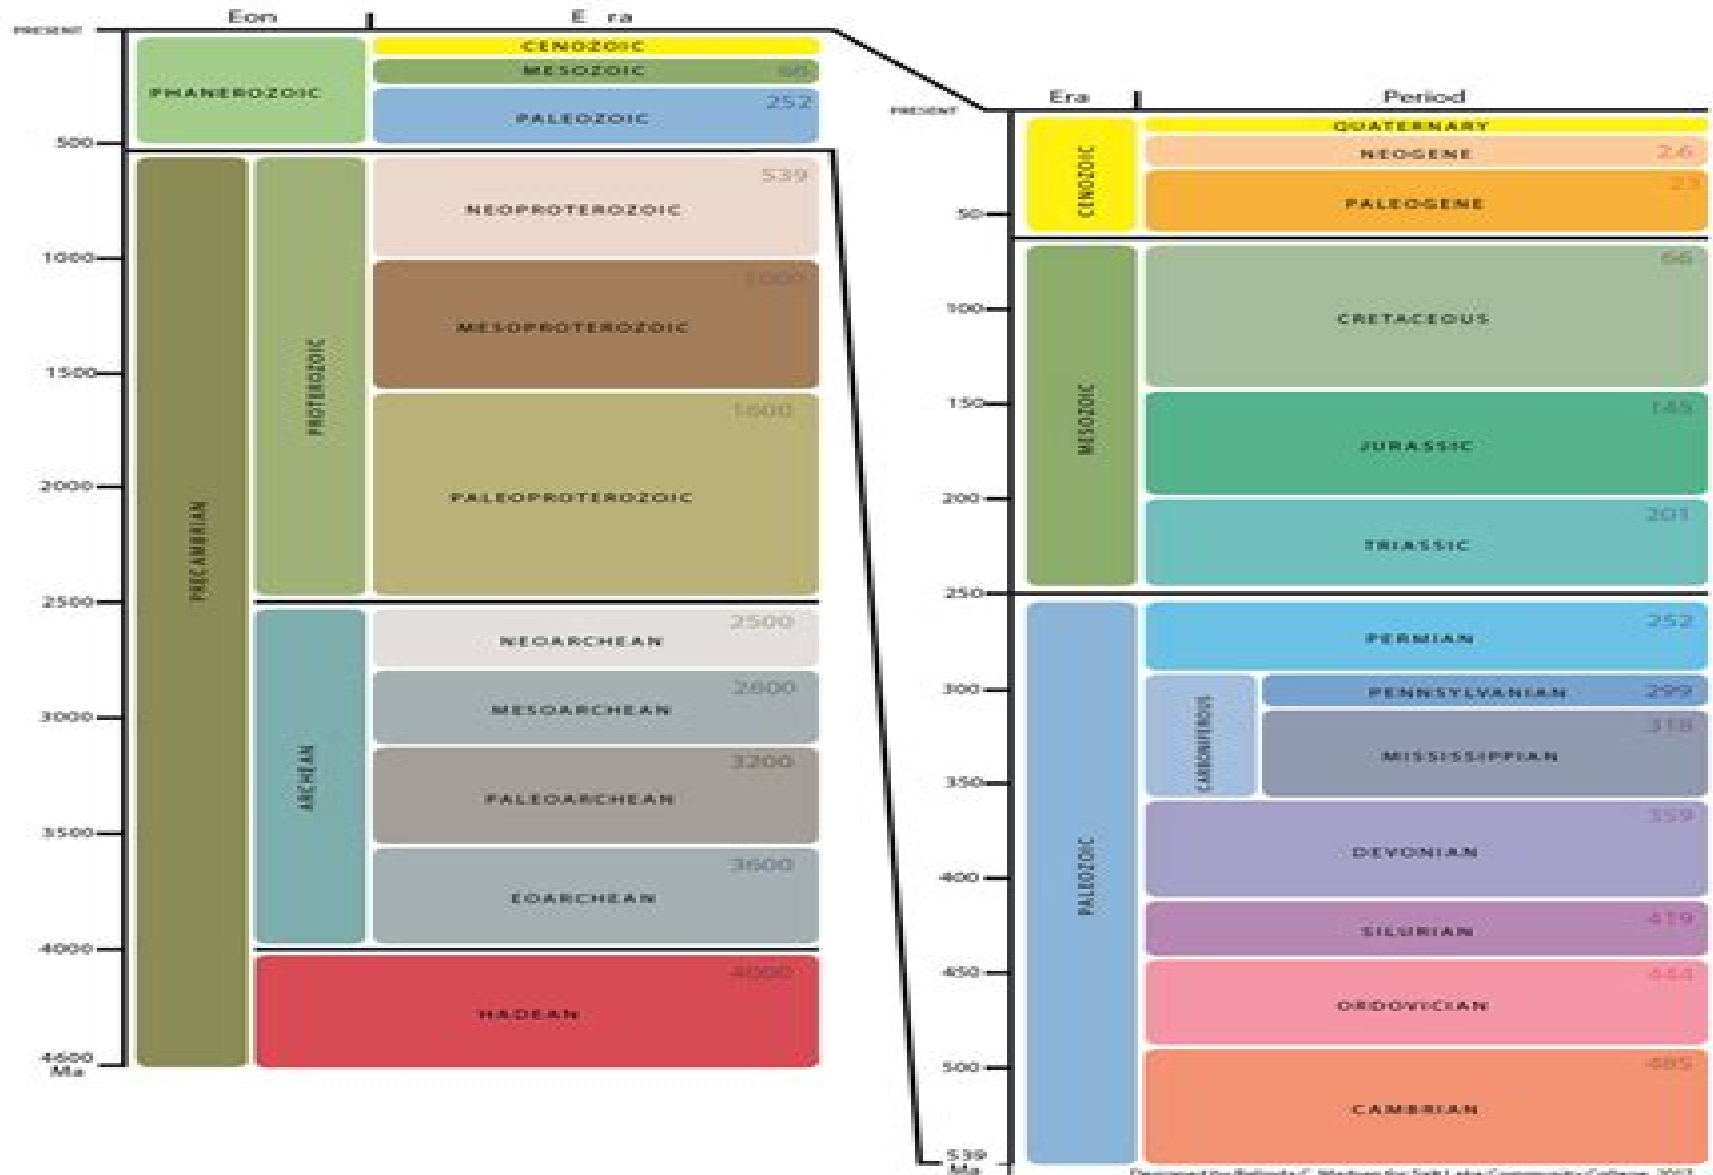 Eon
E ra
PRESENT
CENOZOIC
MESOZOIC 66
PHANEROZOIC
252
PALEOZOIC
500
539
NEOPROTEROZOIC
1000
1000
MESOPROTEROZOIC
1500
PROTEROZOIC
1600
2000
PALEOPROTEROZOIC
PRECAMBRIAN
2500
2500
NEOARCHEAN
2800
MESOARCHEAN
3000
3200
ARCHEAN
PALEOARCHEAN
3500
3600
EOARCHEAN
4000
4000
HADEAN
4600
Ma
Era
Period
PRESENT
QUATERNARY
NEOGENE 2.6
CENOZOIC
23
PALEOGENE
50
66
100
CRETACEOUS
150
145
MESOZOIC
JURASSIC
200
201
TRIASSIC
250
252
PERMIAN
300
PENNSYLVANIAN 299
318
CARBONIFEROUS
MISSISSIPPIAN
350
359
DEVONIAN
PALEOZOIC
400
419
SILURIAN
450
444
ORDOVICIAN
500
485
CAMBRIAN
539
Ma